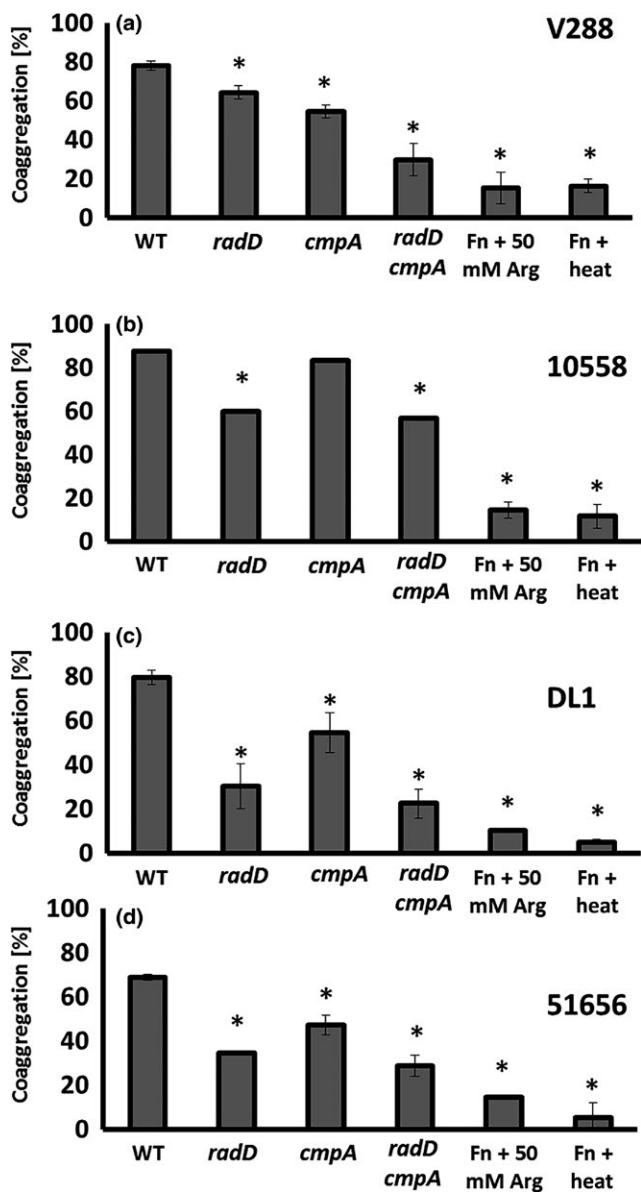 (a)
V288
Coaggregation [%]
100
80
60
40
20
0
*
*
*
*
*
WT
radD
cmpA
radD
cmpA
Fn + 50
mM Arg
Fn +
heat
(b)
10558
Coaggregation [%]
100
80
60
40
20
0
*
*
*
*
WT
radD
cmpA
radD
cmpA
Fn + 50
mM Arg
Fn +
heat
(c)
DL1
Coaggregation [%]
100
80
60
40
20
0
*
*
*
*
*
WT
radD
cmpA
radD
cmpA
Fn + 50
mM Arg
Fn +
heat
(d)
51656
Coaggregation [%]
100
80
60
40
20
0
*
*
*
*
*
WT
radD
cmpA
radD
cmpA
Fn + 50
mM Arg
Fn +
heat